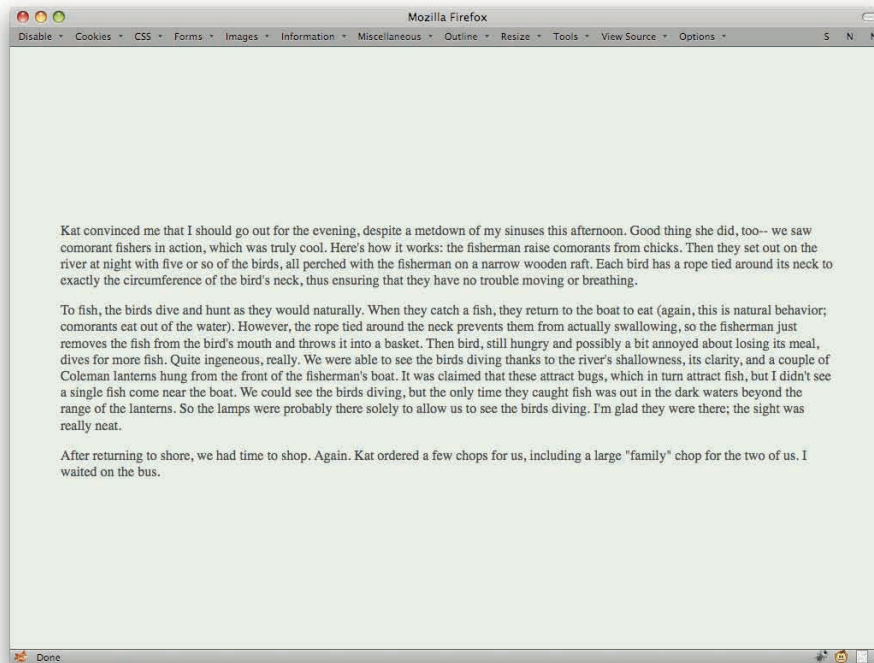 Mozilla Firefox
Disable Cookies CSS Forms Images Information Miscellaneous Outline Resize Tools View Source Options S N
Kat convinced me that I should go out for the evening, despite a metdown of my sinuses this afternoon. Good thing she did, too-- we saw
comorant fishers in action, which was truly cool. Here's how it works: the fisherman raise comorants from chicks. Then they set out on the
river at night with five or so of the birds, all perched with the fisherman on a narrow wooden raft. Each bird has a rope tied around its neck to
exactly the circumference of the bird's neck, thus ensuring that they have no trouble moving or breathing.
To fish, the birds dive and hunt as they would naturally. When they catch a fish, they return to the boat to eat (again, this is natural behavior;
comorants eat out of the water). However, the rope tied around the neck prevents them from actually swallowing, so the fisherman just
removes the fish from the bird's mouth and throws it into a basket. Then bird, still hungry and possibly a bit annoyed about losing its meal,
dives for more fish. Quite ingeneous, really. We were able to see the birds diving thanks to the river's shallowness, its clarity, and a couple of
Coleman lanterns hung from the front of the fisherman's boat. It was claimed that these attract bugs, which in turn attract fish, but I didn't see
a single fish come near the boat. We could see the birds diving, but the only time they caught fish was out in the dark waters beyond the
range of the lanterns. So the lamps were probably there solely to allow us to see the birds diving. I'm glad they were there; the sight was
really neat.
After returning to shore, we had time to shop. Again. Kat ordered a few chops for us, including a large "family" chop for the two of us. I
waited on the bus.
Done